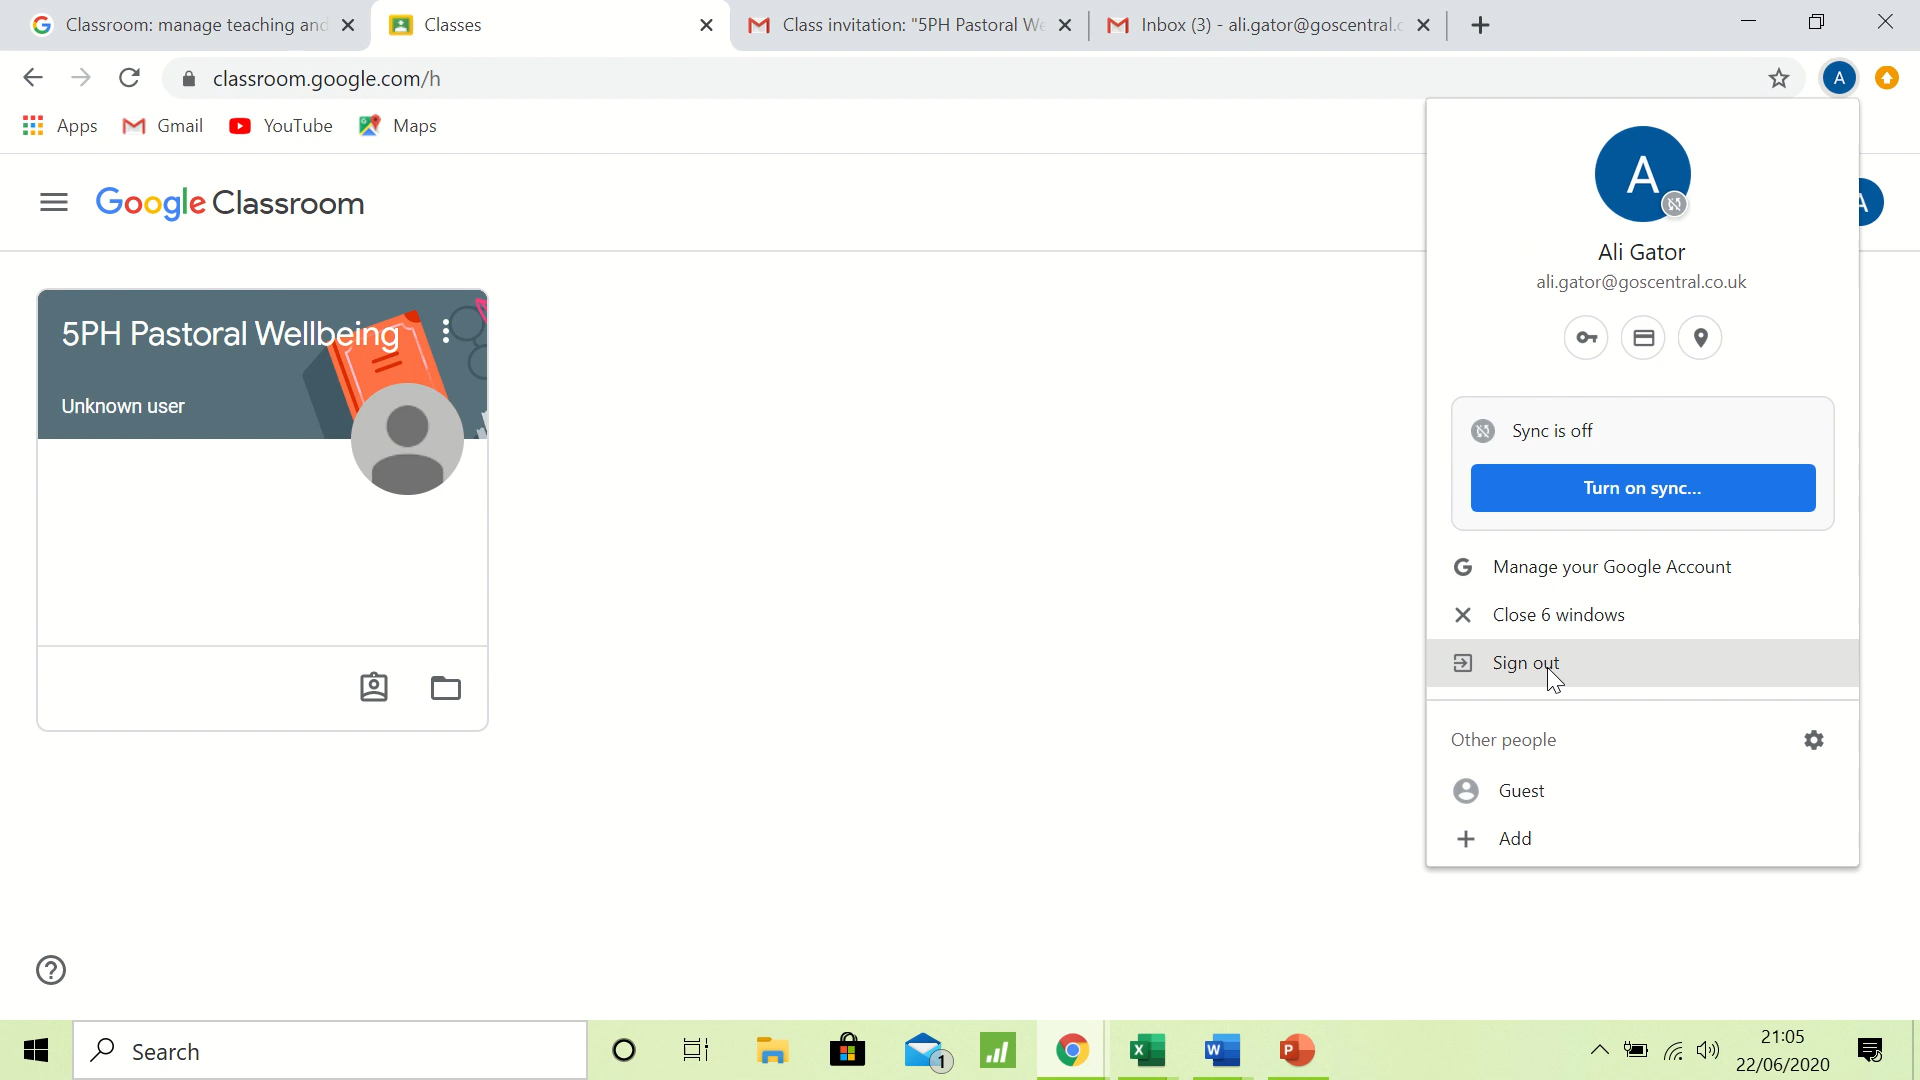 Classroom: manage teaching and
Classes
Class invitation: "5PH Pastoral We
Inbox (3) - ali.gator@goscentral.c
classroom.google.com/h
A
Apps
Gmail
YouTube
Maps
Google Classroom
A
A
Ali Gator
ali.gator@goscentral.co.uk
5PH Pastoral Wellbeing
Unknown user
Sync is off
Turn on sync...
Manage your Google Account
Close 6 windows
Sign out
Other people
Guest
Add
Search
1
21:05
22/06/2020